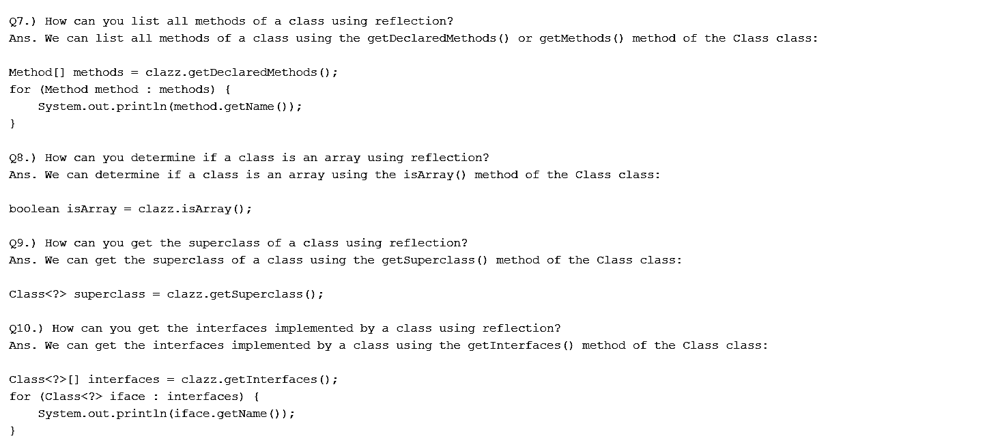 Q7.) How can you list all methods of a class using reflection?
Ans. We can list all methods of a class using the getDeclaredMethods() or getMethods() method of the Class class:

Method[] methods = clazz.getDeclaredMethods();
for (Method method : methods) {
    System.out.println(method.getName());
}

Q8.) How can you determine if a class is an array using reflection?
Ans. We can determine if a class is an array using the isArray() method of the Class class:

boolean isArray = clazz.isArray();

Q9.) How can you get the superclass of a class using reflection?
Ans. We can get the superclass of a class using the getSuperclass() method of the Class class:

Class<?> superclass = clazz.getSuperclass();

Q10.) How can you get the interfaces implemented by a class using reflection?
Ans. We can get the interfaces implemented by a class using the getInterfaces() method of the Class class:

Class<?>[] interfaces = clazz.getInterfaces();
for (Class<?> iface : interfaces) {
    System.out.println(iface.getName());
}